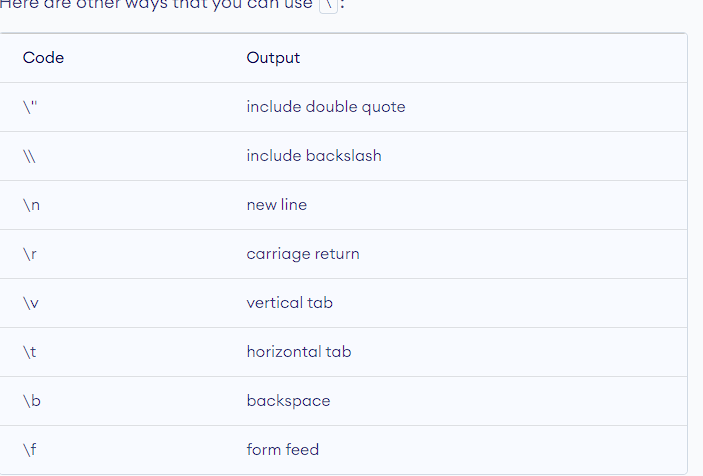 Here are other ways that you can use \ :
Code Output
\" include double quote
\\ include backslash
\n new line
\r carriage return
\v vertical tab
\t horizontal tab
\b backspace
\f form feed